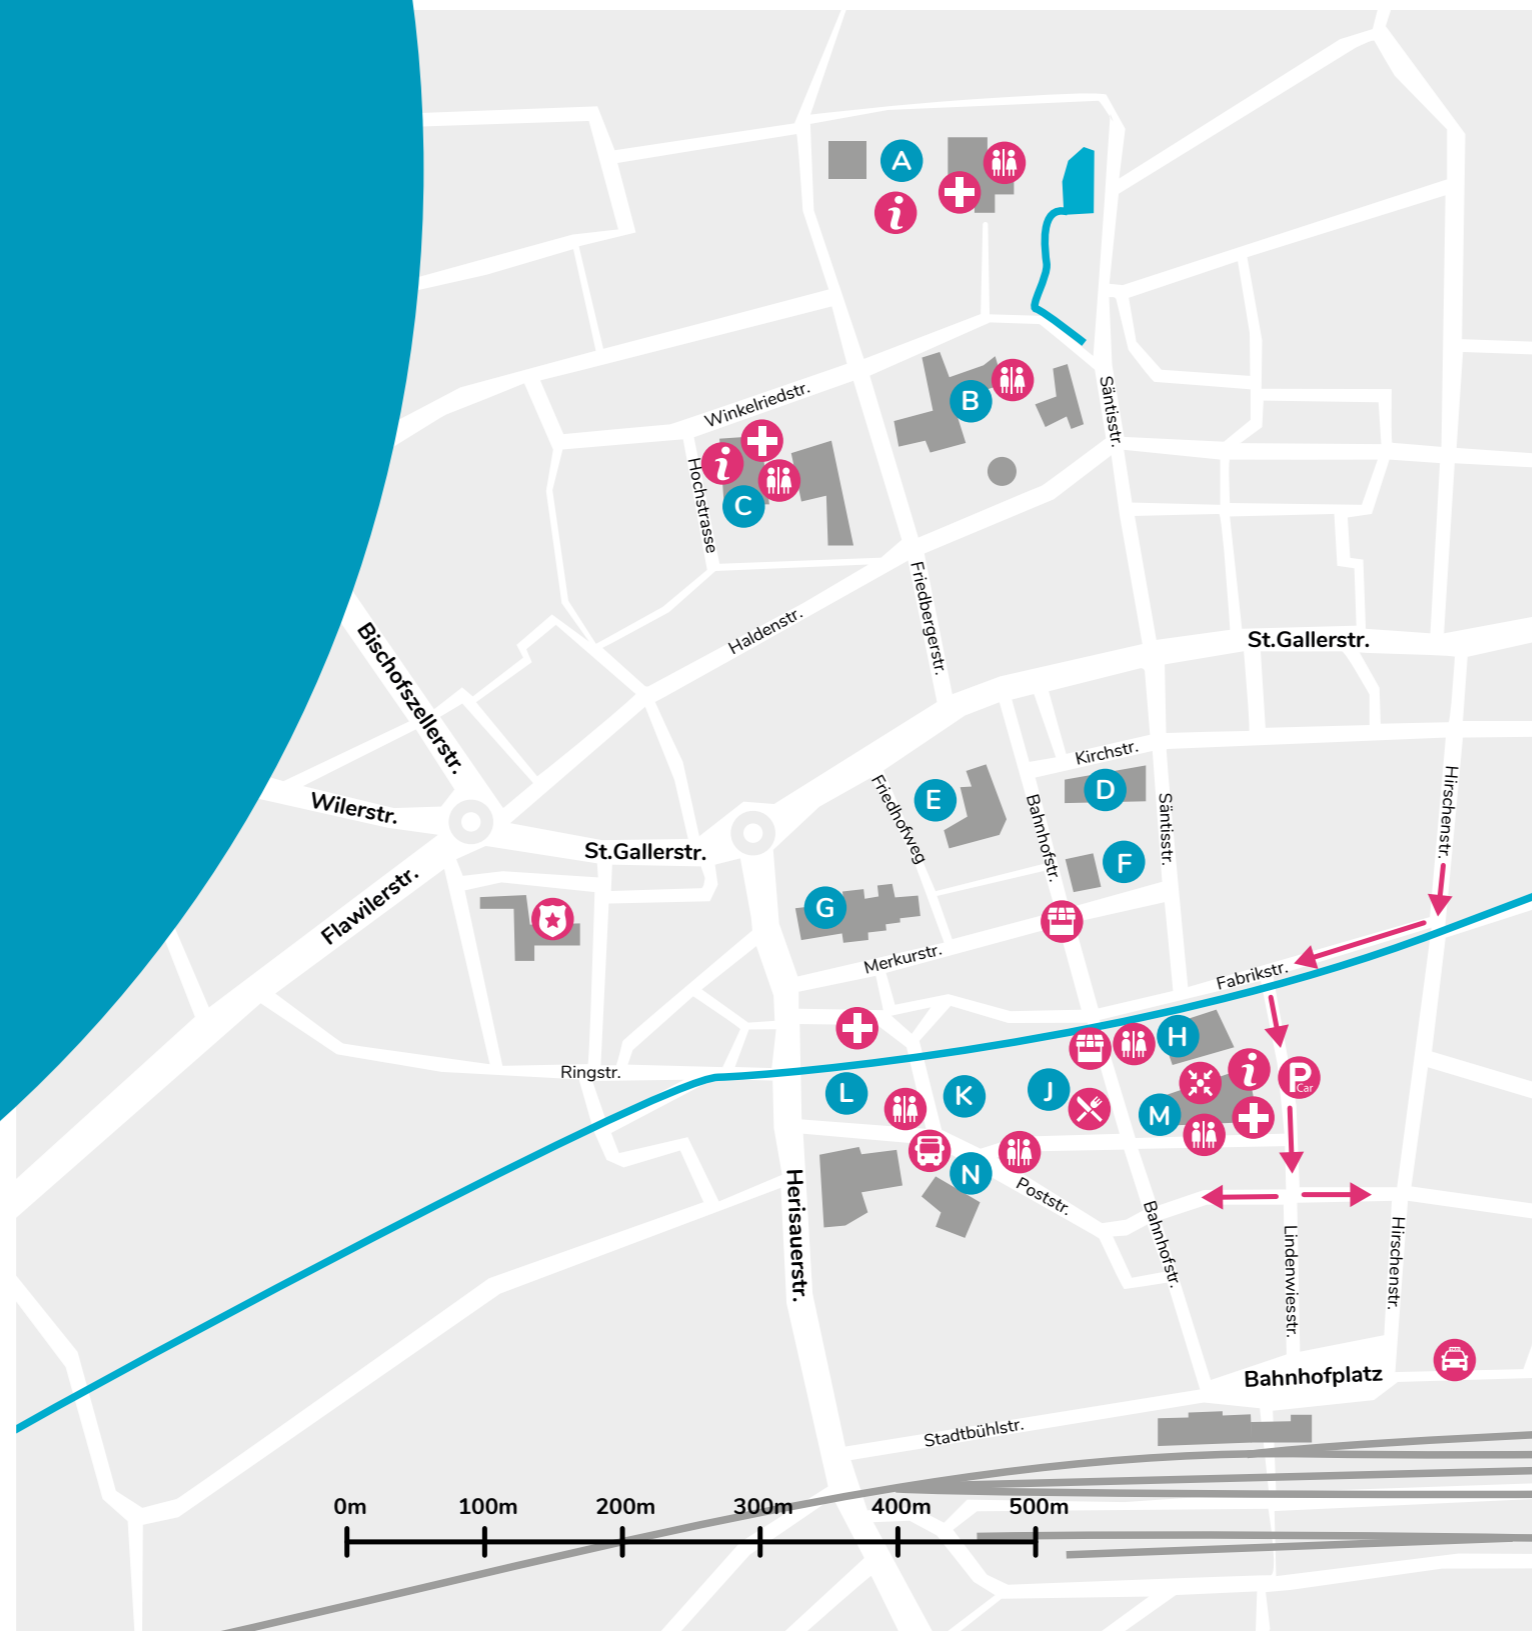 A
i
B
Säntisstr.
Winkelriedstr.
i
C
Hochstrasse
Friedbergerstr.
Haldenstr.
St.Gallerstr.
Bischofszellerstr.
Wilerstr.
St.Gallerstr.
Flawilerstr.
Kirchstr.
Hirschenstr.
E
D
Friedhofweg
Bahnhofstr.
Säntisstr.
F
G
Merkurstr.
Fabrikstr.
H
Ringstr.
i
P
Car
L
K
J
M
N
Herisauerstr.
Poststr.
Bahnhofstr.
Lindenwiesstr.
Hirschenstr.
Bahnhofplatz
TAXI
Stadtbühlstr.
0m 100m 200m 300m 400m 500m